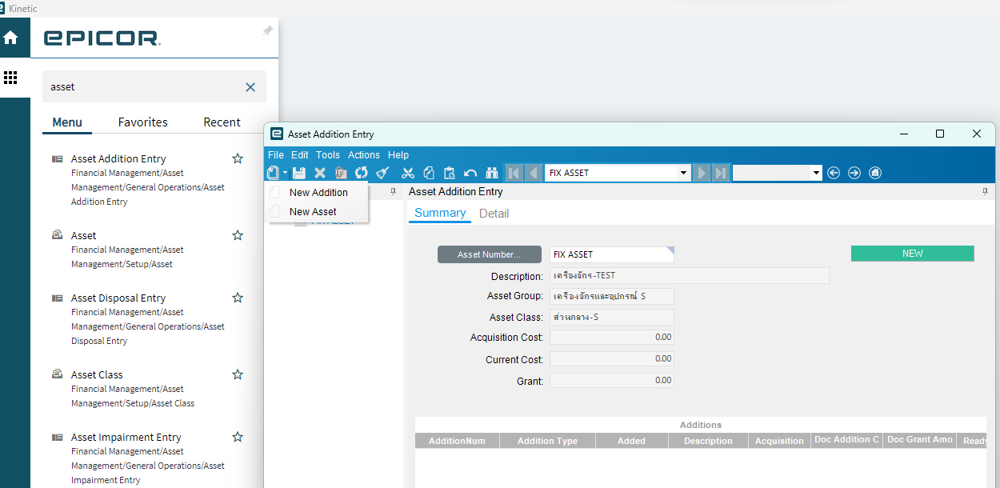 Kinetic
EPICOR
asset
Menu Favorites Recent
Asset Addition Entry
Financial Management/Asset
Management/General Operations/Asset
Addition Entry
Asset
Financial Management/Asset
Management/Setup/Asset
Asset Disposal Entry
Financial Management/Asset
Management/General Operations/Asset
Disposal Entry
Asset Class
Financial Management/Asset
Management/Setup/Asset Class
Asset Impairment Entry
Financial Management/Asset
Management/General Operations/Asset
Impairment Entry
Asset Addition Entry
File Edit Tools Actions Help
FIX ASSET
New Addition
New Asset
FIX ASSET
Asset Addition Entry
Summary Detail
Asset Number... FIX ASSET NEW
Description: เครื่องจักร-TEST
Asset Group: เครื่องจักรและอุปกรณ์ S
Asset Class: ส่วนกลาง-S
Acquisition Cost: 0.00
Current Cost: 0.00
Grant: 0.00
Additions
AdditionNum Addition Type Added Description Acquisition Doc Addition C Doc Grant Amo Ready